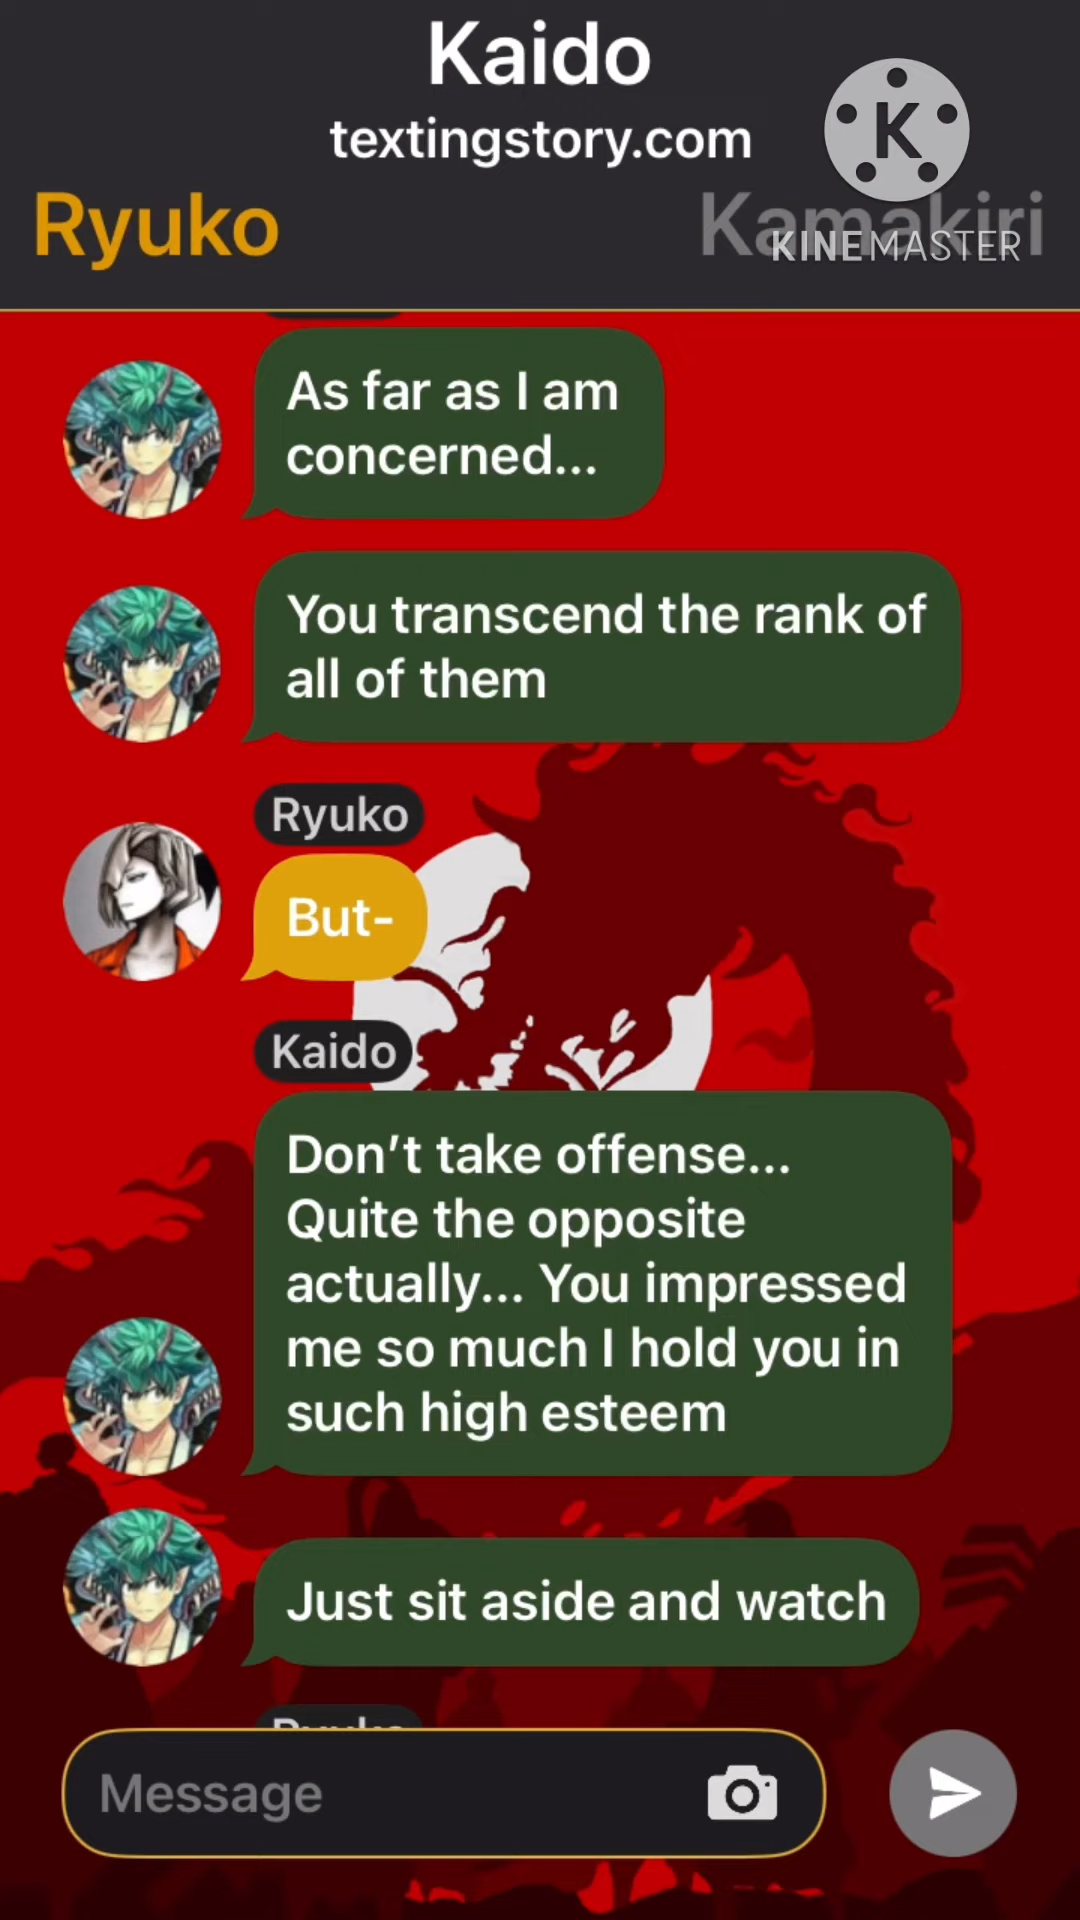 Kaido
textingstory.com
K
Ryuko
Kamakiri
KINEMASTER
As far as I am
concerned...
You transcend the rank of
all of them
Ryuko
But-
Kaido
Don’t take offense...
Quite the opposite
actually... You impressed
me so much I hold you in
such high esteem
Just sit aside and watch
Ryuko
Message